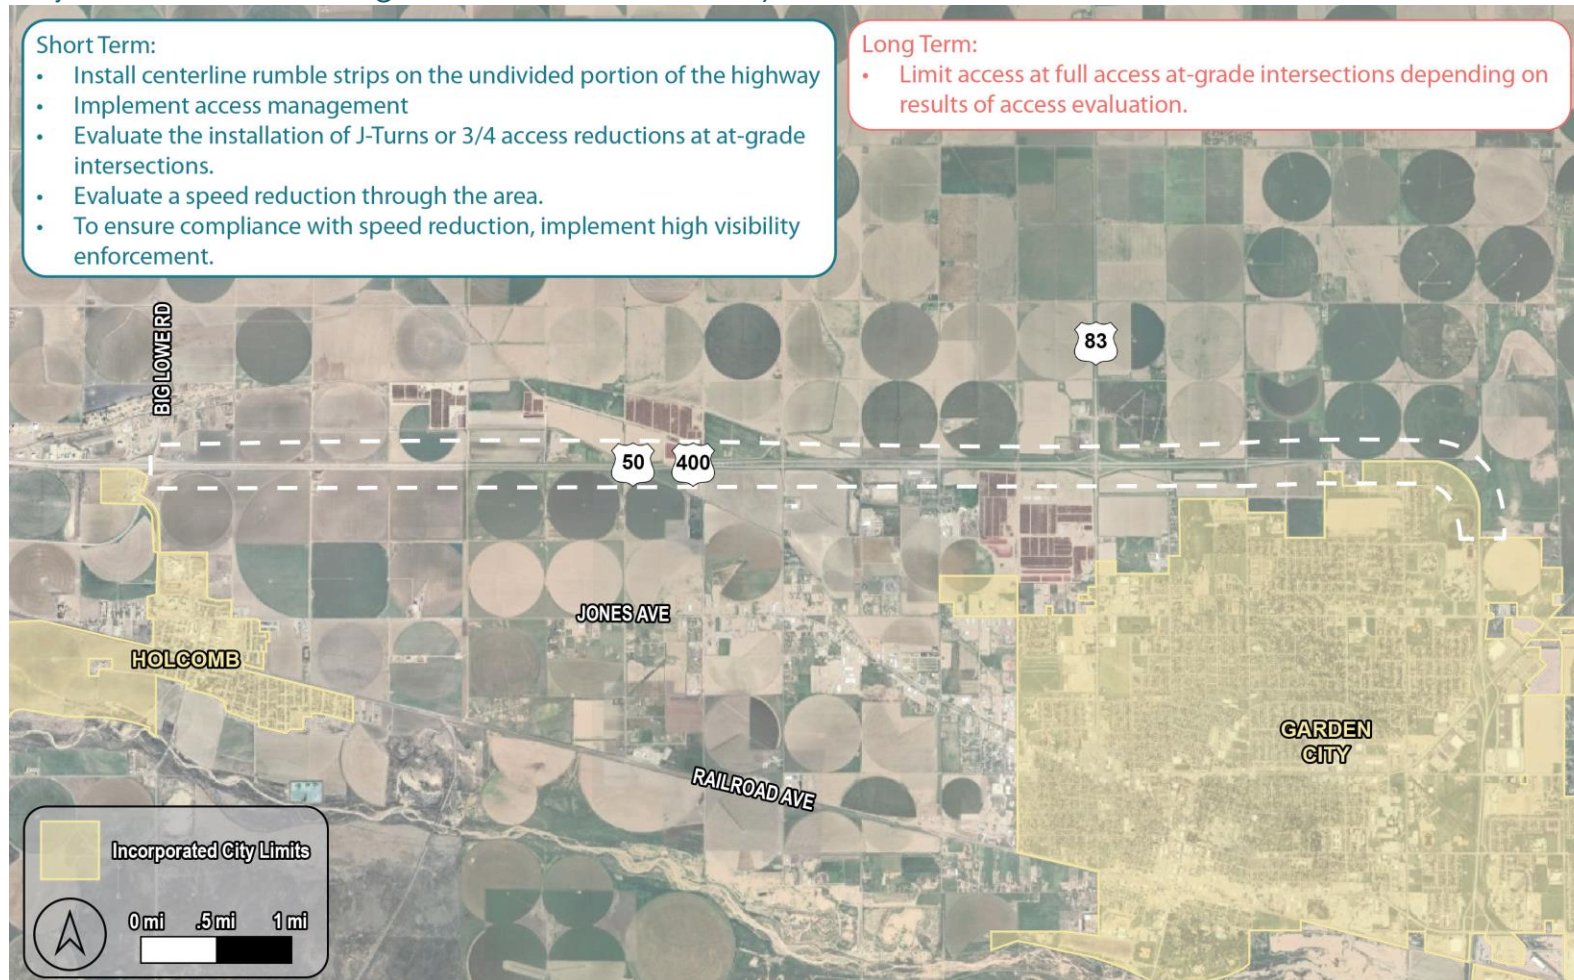 Short Term:
• Install centerline rumble strips on the undivided portion of the highway
• Implement access management
• Evaluate the installation of J-Turns or 3/4 access reductions at at-grade
intersections.
• Evaluate a speed reduction through the area.
• To ensure compliance with speed reduction, implement high visibility
enforcement.
Long Term:
• Limit access at full access at-grade intersections depending on
results of access evaluation.
BIG LOWE RD
83
50
400
JONES AVE
HOLCOMB
GARDEN
CITY
RAILROAD AVE
Incorporated City Limits
0 mi .5 mi 1 mi